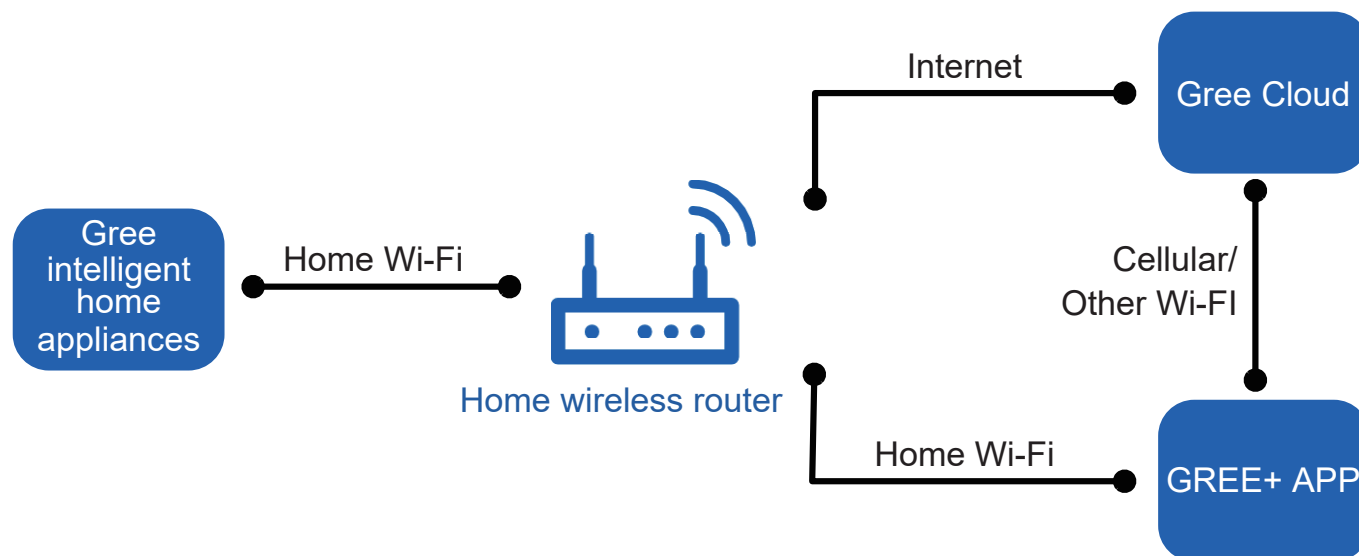 Internet
Gree Cloud
Gree
intelligent
home
appliances
Home Wi-Fi
Cellular/
Other Wi-FI
Home wireless router
Home Wi-Fi
GREE+ APP